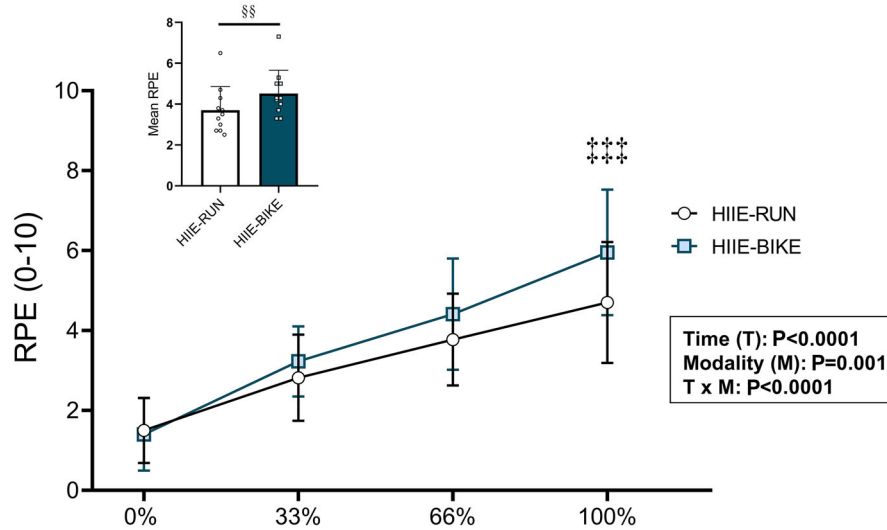 §§
8
6
4
2
0
Mean RPE
HIIE-RUN
HIIE-BIKE
10
8
6
4
2
0
RPE (0-10)
‡‡‡
HIIE-RUN
HIIE-BIKE
Time (T): P<0.0001
Modality (M): P=0.001
T x M: P<0.0001
0%
33%
66%
100%